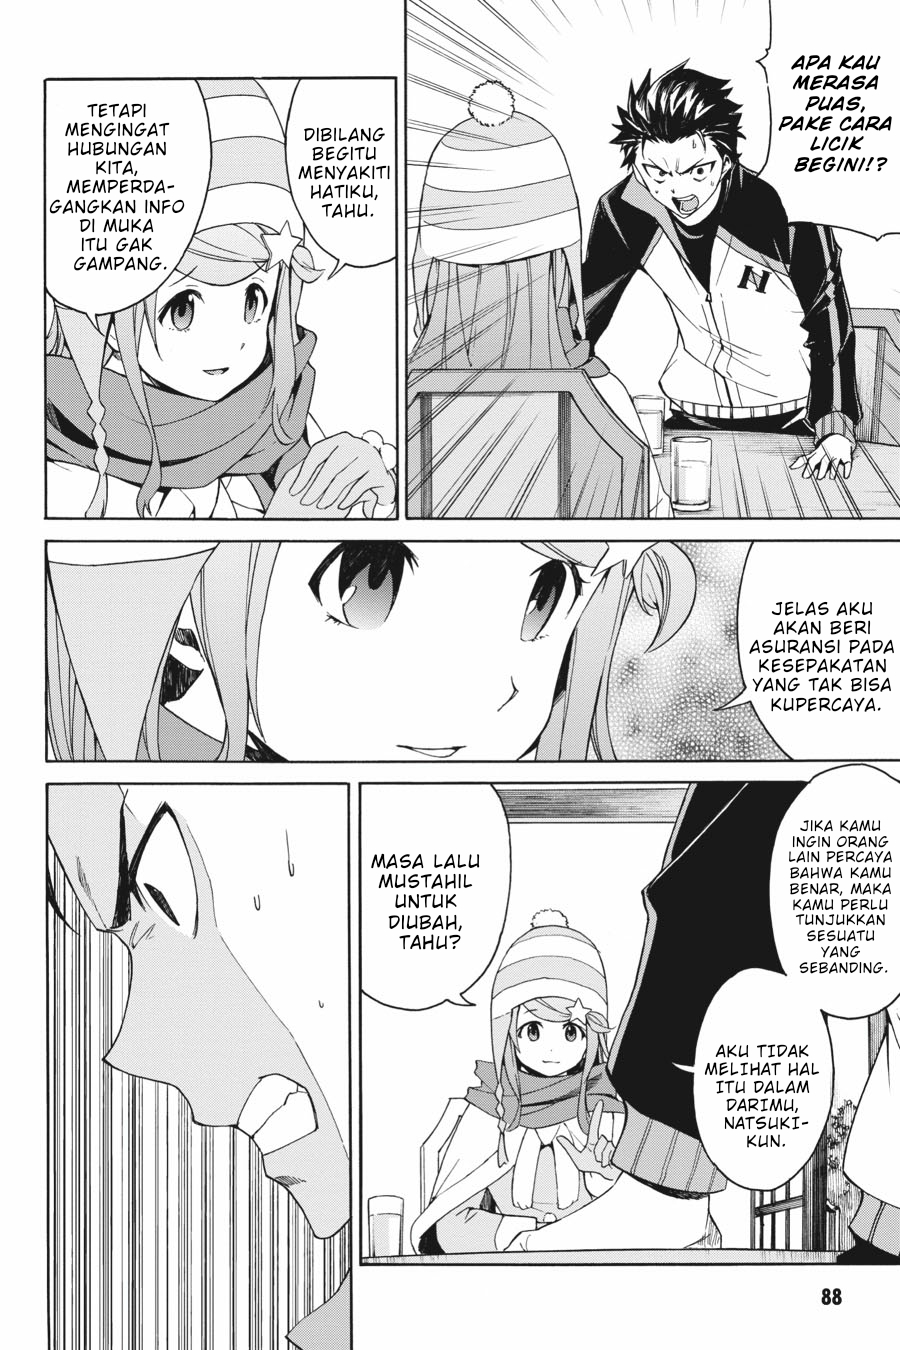 APA KAU
MERASA
PUAS,
PAKE CARA
LICIK
BEGINI!?
H
DIBILANG
BEGITU
MENYAKITI
HATIKU,
TAHU.
TETAPI
MENGINGAT
HUBUNGAN
KITA,
MEMPERDA-
GANGKAN INFO
DI MUKA
ITU GAK
GAMPANG.
JELAS AKU
AKAN BERI
ASURANSI PADA
KESEPAKATAN
YANG TAK BISA
KUPERCAYA.
JIKA KAMU
INGIN ORANG
LAIN PERCAYA
BAHWA KAMU
BENAR, MAKA
KAMU PERLU
TUNJUKKAN
SESUATU
YANG
SEBANDING.
AKU TIDAK
MELIHAT HAL
ITU DALAM
DARIMU,
NATSUKI-
KUN.
MASA LALU
MUSTAHIL
UNTUK
DIUBAH,
TAHU?
88